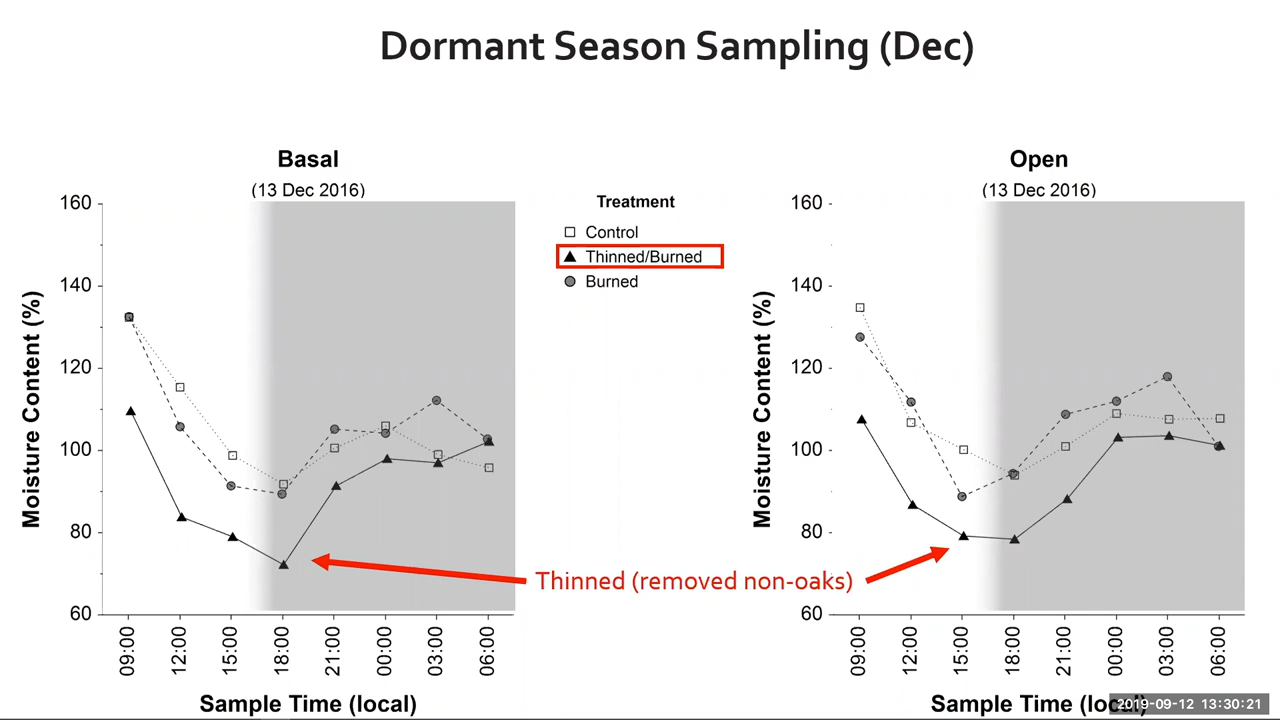 Dormant Season Sampling (Dec)
Basal
(13 Dec 2016)
Moisture Content (%)
160
140
120
100
80
60
09:00
12:00
15:00
18:00
21:00
00:00
03:00
06:00
Sample Time (local)
Treatment
Control
Thinned/Burned
Burned
Thinned (removed non-oaks)
Open
(13 Dec 2016)
Moisture Content (%)
160
140
120
100
80
60
09:00
12:00
15:00
18:00
21:00
00:00
03:00
06:00
Sample Time (local)
2019-09-12 13:30:21